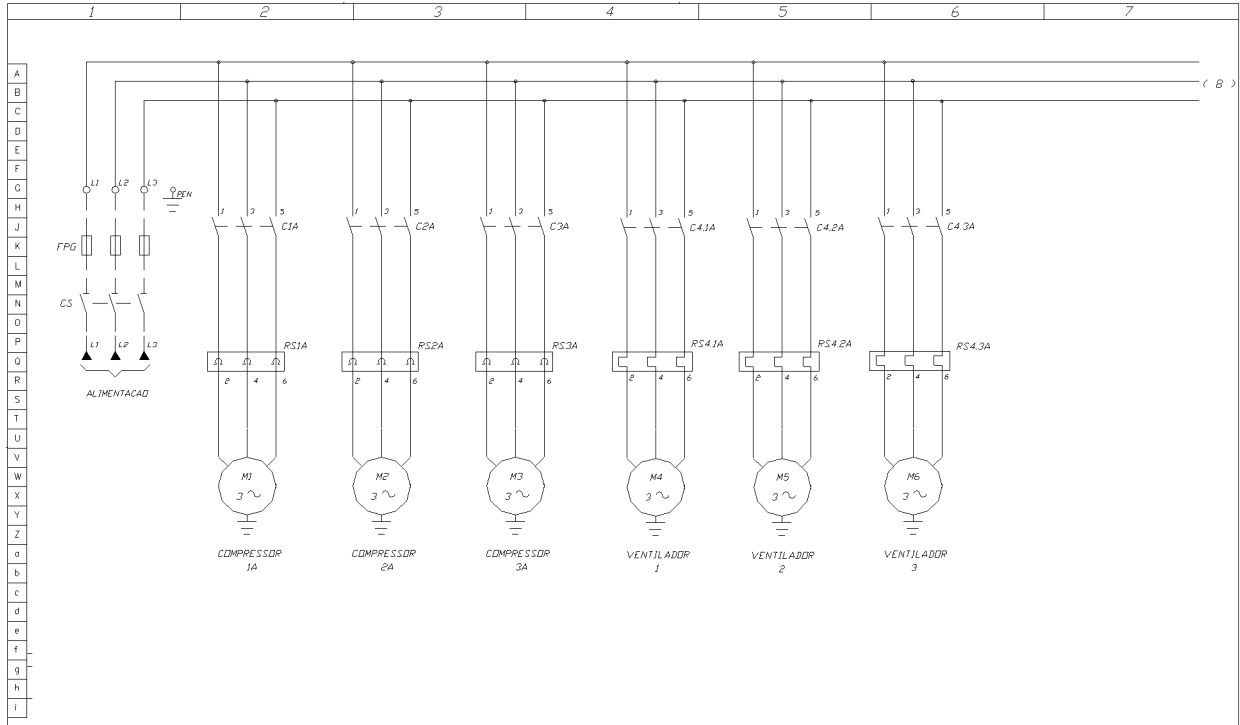 1 2 3 4 5 6 7
A
B
C
D
E
F
G
H
J
K
L
M
N
O
P
Q
R
S
T
U
V
W
X
Y
Z
a
b
c
d
e
f
g
h
i
( B )
L1 L2 L3 PEN
1 3 5 C1A
1 3 5 C2A
1 3 5 C3A
1 3 5 C4.1A
1 3 5 C4.2A
1 3 5 C4.3A
FPG
CS
L1 L2 L3
ALIMENTACAO
RS1A
2 4 6
RS2A
2 4 6
RS3A
2 4 6
RS4.1A
2 4 6
RS4.2A
2 4 6
RS4.3A
2 4 6
M1
3 ~
M2
3 ~
M3
3 ~
M4
3 ~
M5
3 ~
M6
3 ~
COMPRESSOR
1A
COMPRESSOR
2A
COMPRESSOR
3A
VENTILADOR
1
VENTILADOR
2
VENTILADOR
3